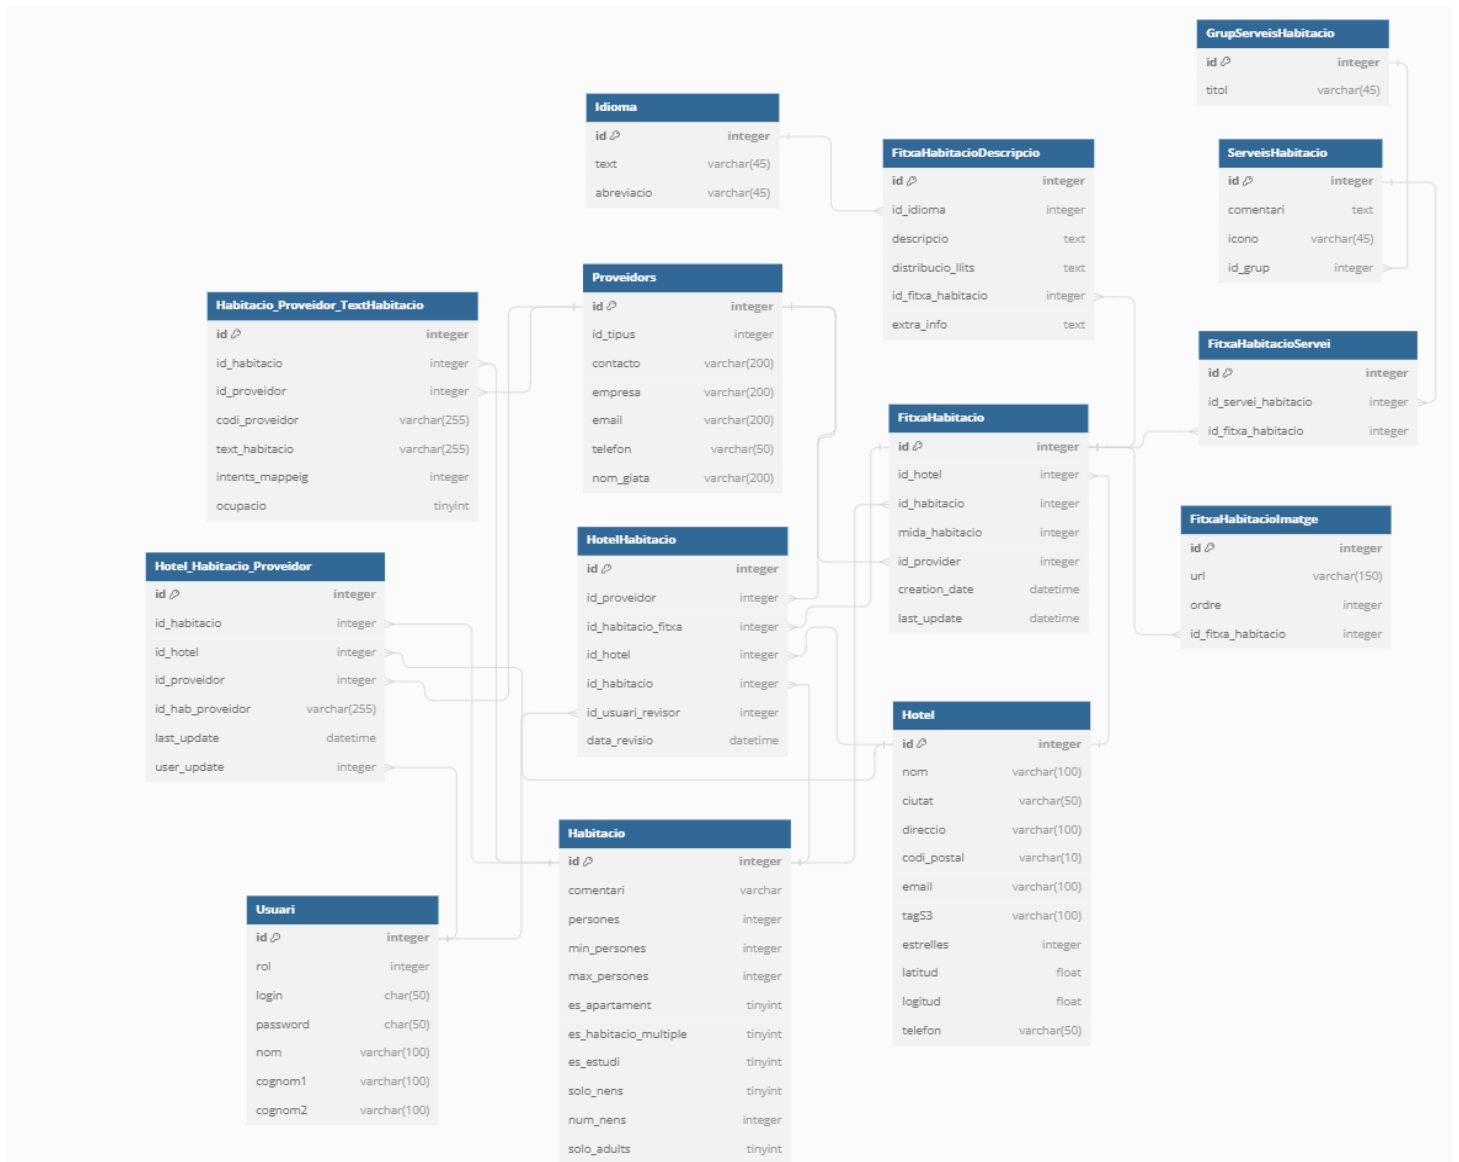 GrupServeisHabitacio
id integer
titol varchar(45)
Idioma
id integer
text varchar(45)
abreviacio varchar(45)
FitxaHabitacioDescripcio
id integer
id_idioma integer
descripcio text
distribucio_llits text
id_fitxa_habitacio integer
extra_info text
ServeisHabitacio
id integer
comentari text
icono varchar(45)
id_grup integer
Habitacio_Proveidor_TextHabitacio
id integer
id_habitacio integer
id_proveidor integer
codi_proveidor varchar(255)
text_habitacio varchar(255)
intents_mappeig integer
ocupacio tinyint
Proveidors
id integer
id_tipus integer
contacto varchar(200)
empresa varchar(200)
email varchar(200)
telefon varchar(50)
nom_giata varchar(200)
FitxaHabitacioServei
id integer
id_servei_habitacio integer
id_fitxa_habitacio integer
FitxaHabitacio
id integer
id_hotel integer
id_habitacio integer
mida_habitacio integer
id_provider integer
creation_date datetime
last_update datetime
FitxaHabitacioImatge
id integer
url varchar(150)
ordre integer
id_fitxa_habitacio integer
Hotel_Habitacio_Proveidor
id integer
id_habitacio integer
id_hotel integer
id_proveidor integer
id_hab_proveidor varchar(255)
last_update datetime
user_update integer
HotelHabitacio
id integer
id_proveidor integer
id_habitacio_fitxa integer
id_hotel integer
id_habitacio integer
id_usuari_revisor integer
data_revisio datetime
Hotel
id integer
nom varchar(100)
ciutat varchar(50)
direccio varchar(100)
codi_postal varchar(10)
email varchar(100)
tagS3 varchar(100)
estrelles integer
latitud float
logitud float
telefon varchar(50)
Usuari
id integer
rol integer
login char(50)
password char(50)
nom varchar(100)
cognom1 varchar(100)
cognom2 varchar(100)
Habitacio
id integer
comentari varchar
persones integer
min_persones integer
max_persones integer
es_apartament tinyint
es_habitacio_multiple tinyint
es_estudi tinyint
solo_nens tinyint
num_nens integer
solo_adults tinyint